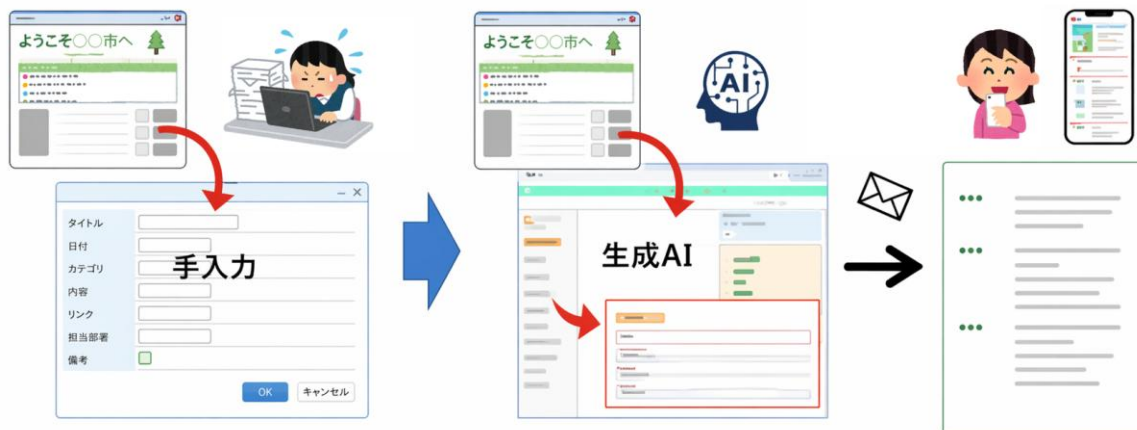 ようこそ○○市へ
タイトル
日付
カテゴリ
内容
リンク
担当部署
備考
手入力
OK
キャンセル
ようこそ○○市へ
AI
生成AI